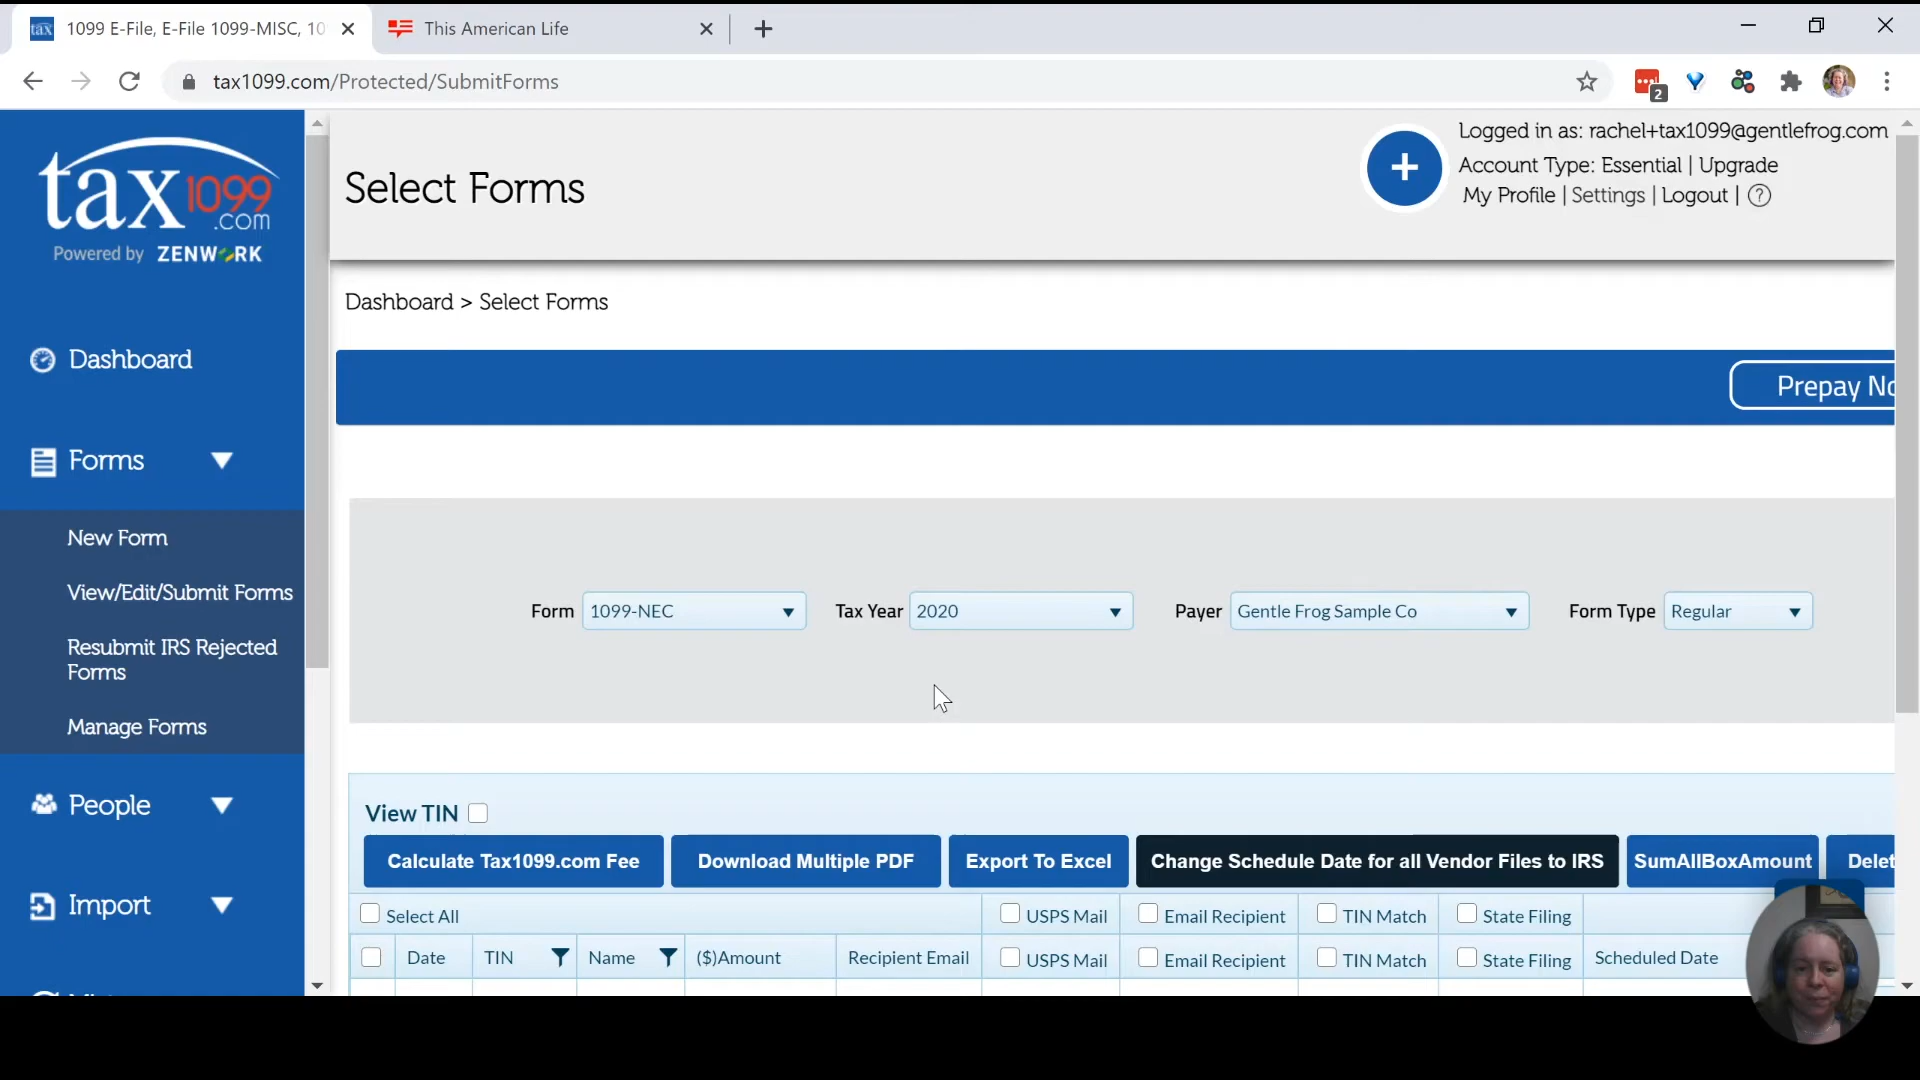 1099 E-File, E-File 1099-MISC, 10
This American Life
tax1099.com/Protected/SubmitForms
2
tax1099
.com
Powered by ZENWORK
Select Forms
Logged in as: rachel+tax1099@gentlefrog.com
Account Type: Essential | Upgrade
My Profile | Settings | Logout | ?
Dashboard > Select Forms
Dashboard
Prepay No
Forms
New Form
View/Edit/Submit Forms
Resubmit IRS Rejected
Forms
Manage Forms
People
Import
Form 1099-NEC Tax Year 2020 Payer Gentle Frog Sample Co Form Type Regular
View TIN
Calculate Tax1099.com Fee Download Multiple PDF Export To Excel Change Schedule Date for all Vendor Files to IRS SumAllBoxAmount Delet
Select All USPS Mail Email Recipient TIN Match State Filing
Date TIN Name ($)Amount Recipient Email USPS Mail Email Recipient TIN Match State Filing Scheduled Date